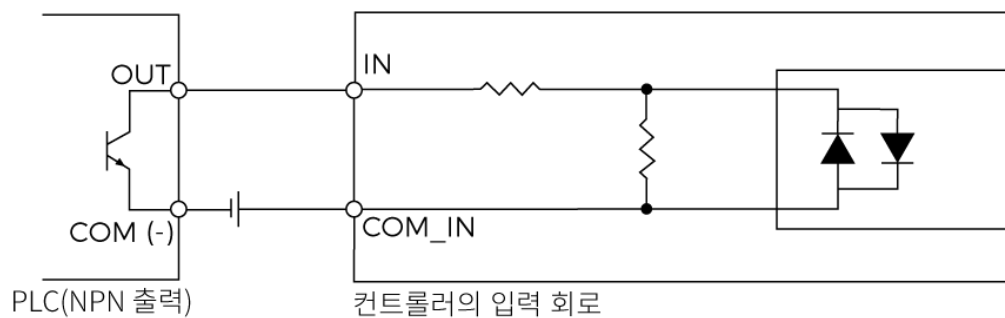 OUT
IN
COM (-)
COM_IN
PLC(NPN 출력)
컨트롤러의 입력 회로